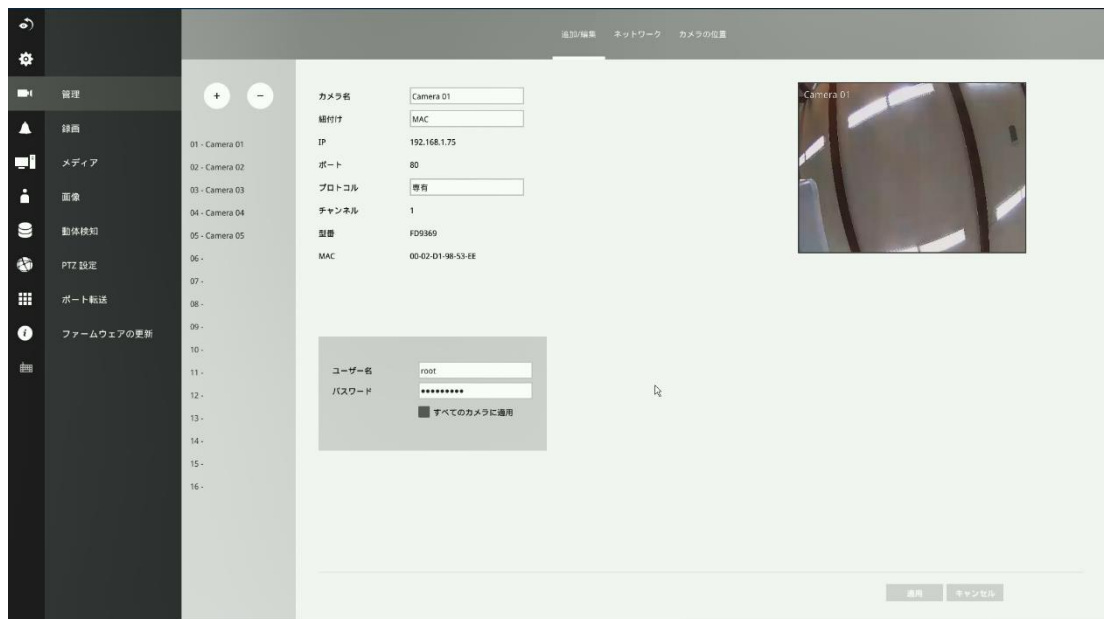 追加/編集 ネットワーク カメラの位置
管理
録画
メディア
画像
動体検知
PTZ 設定
ポート転送
ファームウェアの更新
+ -
01 - Camera 01
02 - Camera 02
03 - Camera 03
04 - Camera 04
05 - Camera 05
06 -
07 -
08 -
09 -
10 -
11 -
12 -
13 -
14 -
15 -
16 -
カメラ名 Camera 01
紐付け MAC
IP 192.168.1.75
ポート 80
プロトコル 専有
チャンネル 1
型番 FD9369
MAC 00-02-D1-98-53-EE
ユーザー名 root
パスワード •••••••••
すべてのカメラに適用
Camera 01
適用 キャンセル